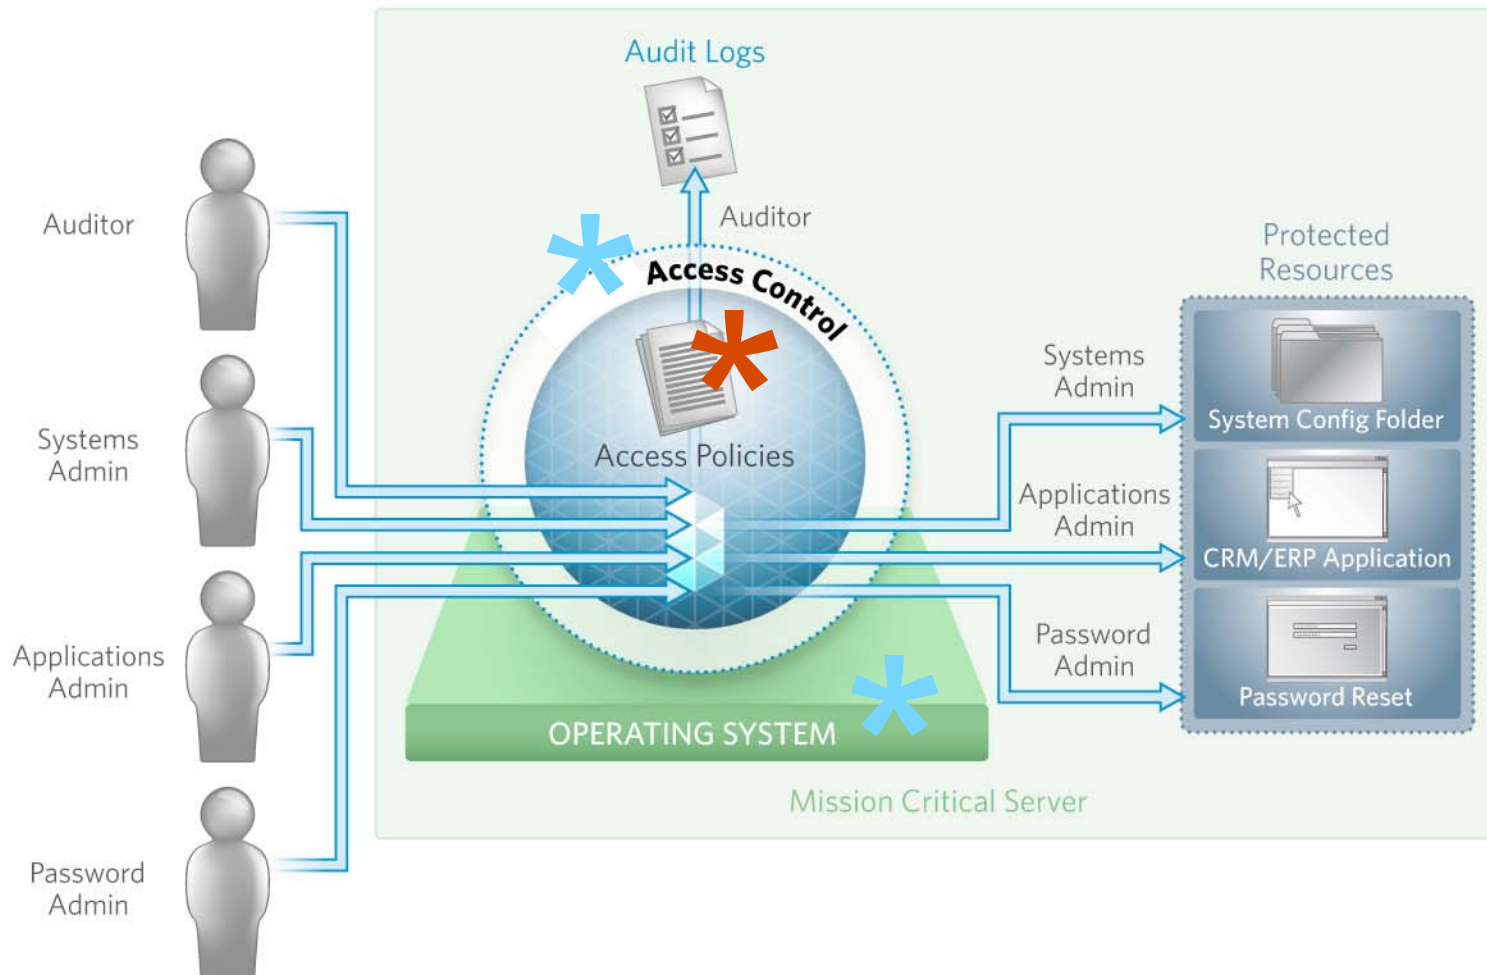 Audit Logs
Auditor
Auditor
Access Control
Protected
Resources
Systems
Admin
System Config Folder
Systems
Admin
Access Policies
Applications
Admin
CRM/ERP Application
Applications
Admin
Password
Admin
Password Reset
OPERATING SYSTEM
Mission Critical Server
Password
Admin